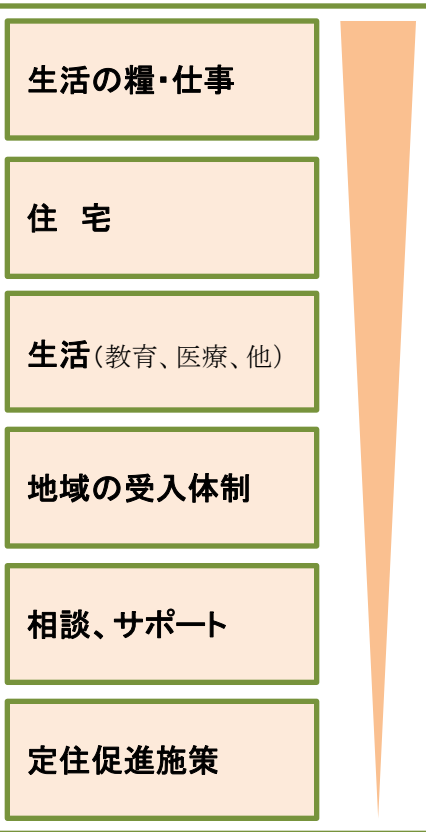 生活の糧・仕事
住　宅
生活（教育、医療、他）
地域の受入体制
相談、サポート
定住促進施策